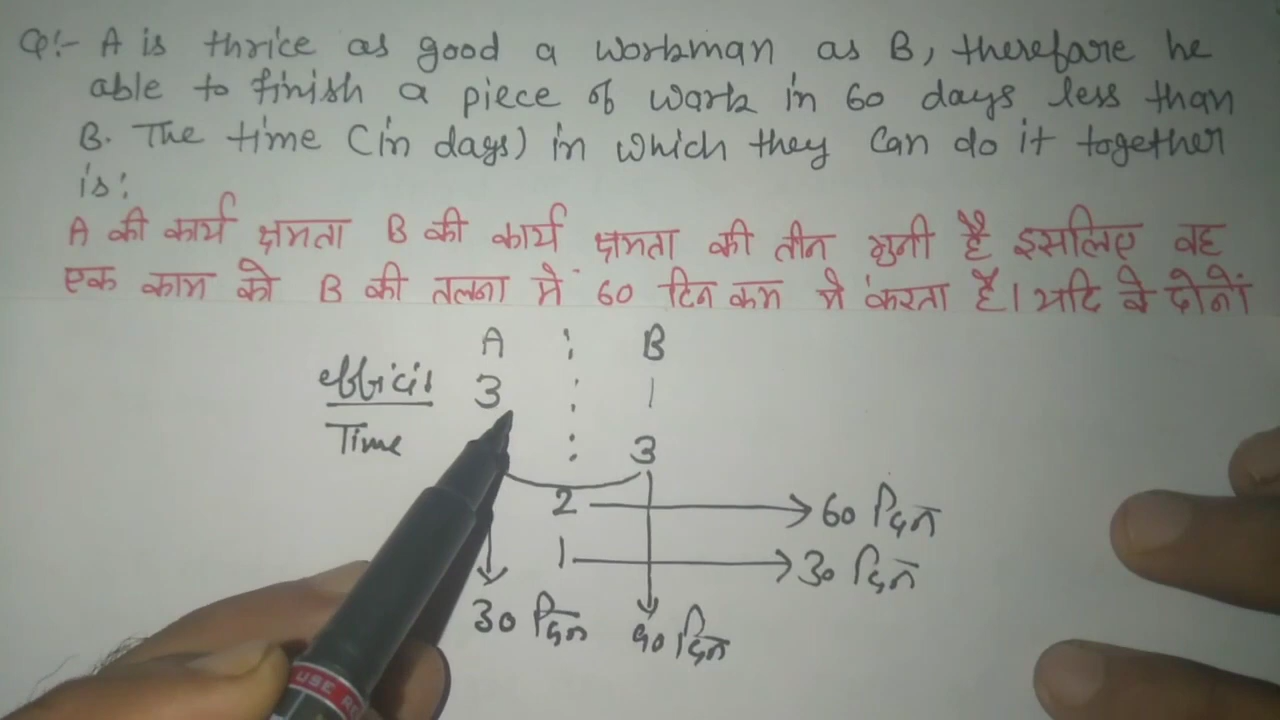 Q:- A is thrice as good a workman as B, therefore he
able to finish a piece of work in 60 days less than
B. The time (in days) in which they can do it together
is:
A की कार्य क्षमता B की कार्य क्षमता की तीन गुनी है इसलिए वह
एक काम को B की तलना में 60 दिन कम मे करता है। यदि वे दोनों
A : B
3 : 1
Time : 3
2 → 60 दिन
1 → 30 दिन
30 दिन 90 दिन
USE